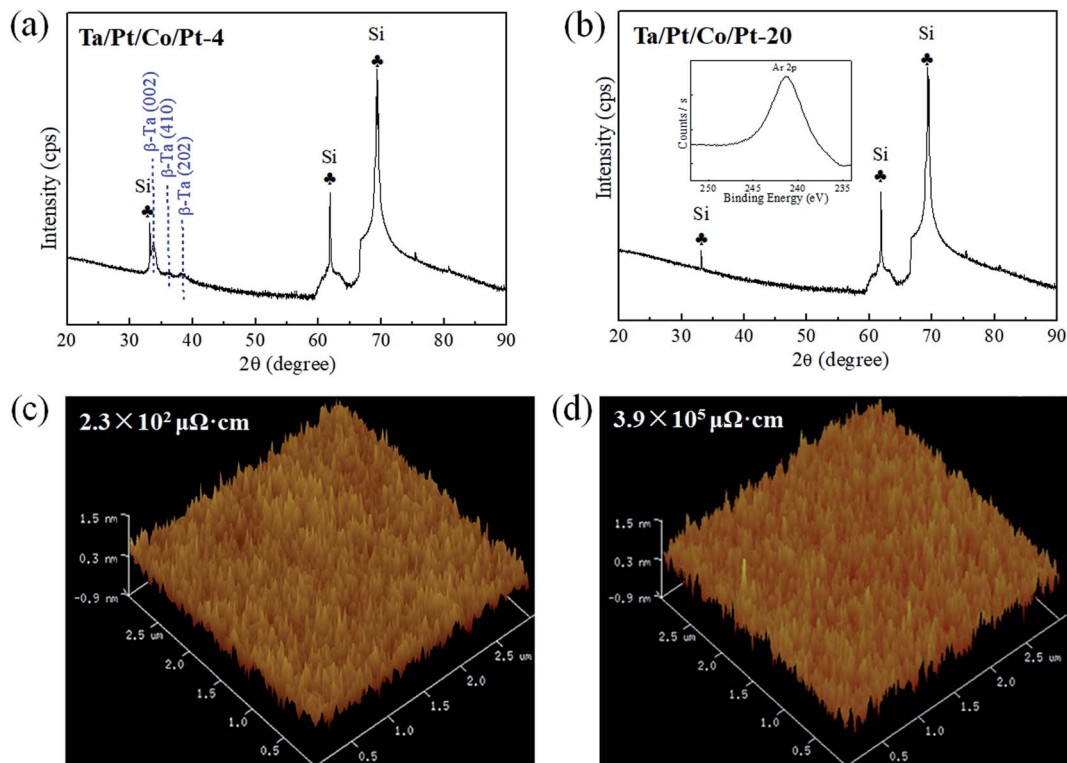 (a)
Ta/Pt/Co/Pt-4
Si
♣
β-Ta (002)
β-Ta (410)
β-Ta (202)
Si
♣
Si
♣
Intensity (cps)
20 30 40 50 60 70 80 90
2θ (degree)
(b)
Ta/Pt/Co/Pt-20
Si
♣
Ar 2p
Counts / s
252 247 240 235
Binding Energy (eV)
Si
♣
Si
♣
Intensity (cps)
20 30 40 50 60 70 80 90
2θ (degree)
(c)
2.3×10² μΩ·cm
1.5 nm
0.3 nm
-0.9 nm
2.5 um
2.0
1.5
1.0
0.5
0.5
1.0
1.5
2.0
2.5 um
(d)
3.9×10⁵ μΩ·cm
1.5 nm
0.3 nm
-0.9 nm
2.5 um
2.0
1.5
1.0
0.5
0.5
1.0
1.5
2.0
2.5 um